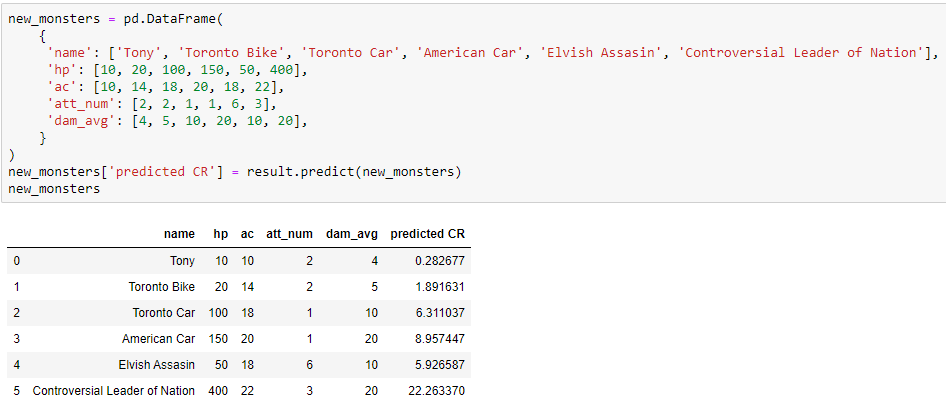 new_monsters = pd.DataFrame(
{
'name': ['Tony', 'Toronto Bike', 'Toronto Car', 'American Car', 'Elvish Assasin', 'Controversial Leader of Nation'],
'hp': [10, 20, 100, 150, 50, 400],
'ac': [10, 14, 18, 20, 18, 22],
'att_num': [2, 2, 1, 1, 6, 3],
'dam_avg': [4, 5, 10, 20, 10, 20],
}
)
new_monsters['predicted CR'] = result.predict(new_monsters)
new_monsters
name hp ac att_num dam_avg predicted CR
0 Tony 10 10 2 4 0.282677
1 Toronto Bike 20 14 2 5 1.891631
2 Toronto Car 100 18 1 10 6.311037
3 American Car 150 20 1 20 8.957447
4 Elvish Assasin 50 18 6 10 5.926587
5 Controversial Leader of Nation 400 22 3 20 22.263370